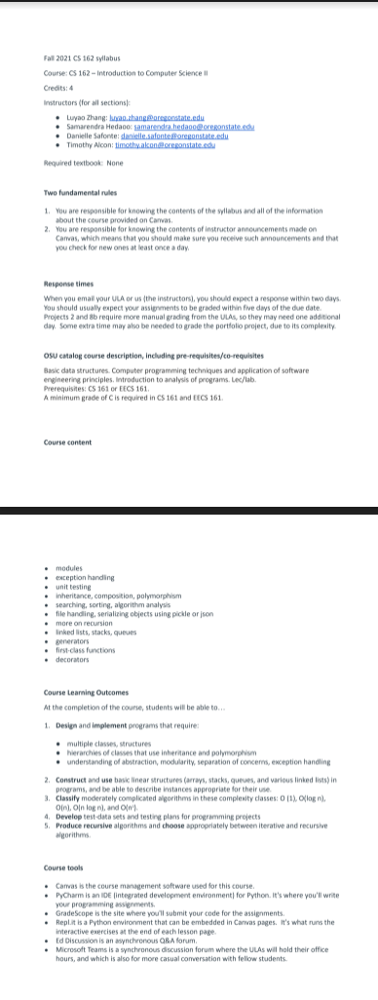 Fall 2021 CS 162 syllabus
Course: CS 162 – Introduction to Computer Science II
Credits: 4
Instructors (for all sections):
• Luyao Zhang: luyao.zhang@oregonstate.edu
• Samarendra Hedaoo: samarendra.hedaoo@oregonstate.edu
• Danielle Safonte: danielle.safonte@oregonstate.edu
• Timothy Alcon: timothy.alcon@oregonstate.edu
Required textbook: None
Two fundamental rules
1. You are responsible for knowing the contents of the syllabus and all of the information
about the course provided on Canvas.
2. You are responsible for knowing the contents of instructor announcements made on
Canvas, which means that you should make sure you receive such announcements and that
you check for new ones at least once a day.
Response times
When you email your ULA or us (the instructors), you should expect a response within two days.
You should usually expect your assignments to be graded within five days of the due date.
Projects 2 and 8b require more manual grading from the ULAs, so they may need one additional
day. Some extra time may also be needed to grade the portfolio project, due to its complexity.
OSU catalog course description, including pre-requisites/co-requisites
Basic data structures. Computer programming techniques and application of software
engineering principles. Introduction to analysis of programs. Lec/lab.
Prerequisites: CS 161 or EECS 161.
A minimum grade of C is required in CS 161 and EECS 161.
Course content
• modules
• exception handling
• unit testing
• inheritance, composition, polymorphism
• searching, sorting, algorithm analysis
• file handling, serializing objects using pickle or json
• more on recursion
• linked lists, stacks, queues
• generators
• first-class functions
• decorators
Course Learning Outcomes
At the completion of the course, students will be able to…
1. Design and implement programs that require:
• multiple classes, structures
• hierarchies of classes that use inheritance and polymorphism
• understanding of abstraction, modularity, separation of concerns, exception handling
2. Construct and use basic linear structures (arrays, stacks, queues, and various linked lists) in
programs, and be able to describe instances appropriate for their use.
3. Classify moderately complicated algorithms in these complexity classes: O (1), O(log n),
O(n), O(n log n), and O(n²).
4. Develop test-data sets and testing plans for programming projects
5. Produce recursive algorithms and choose appropriately between iterative and recursive
algorithms.
Course tools
• Canvas is the course management software used for this course.
• PyCharm is an IDE (integrated development environment) for Python. It's where you'll write
your programming assignments.
• GradeScope is the site where you'll submit your code for the assignments.
• Repl.it is a Python environment that can be embedded in Canvas pages. It's what runs the
interactive exercises at the end of each lesson page.
• Ed Discussion is an asynchronous Q&A forum.
• Microsoft Teams is a synchronous discussion forum where the ULAs will hold their office
hours, and which is also for more casual conversation with fellow students.